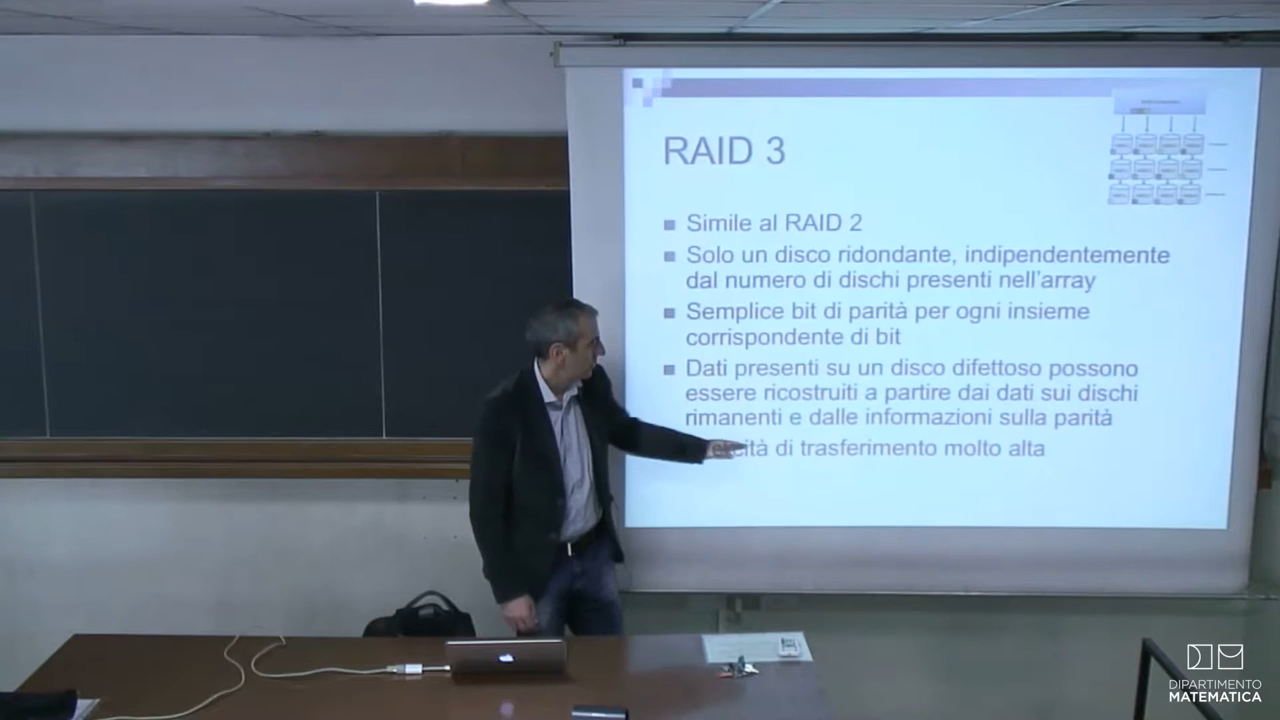 RAID 3
Simile al RAID 2
Solo un disco ridondante, indipendentemente
dal numero di dischi presenti nell'array
Semplice bit di parità per ogni insieme
corrispondente di bit
Dati presenti su un disco difettoso possono
essere ricostruiti a partire dai dati sui dischi
rimanenti e dalle informazioni sulla parità
di trasferimento molto alta
DIPARTIMENTO
MATEMATICA